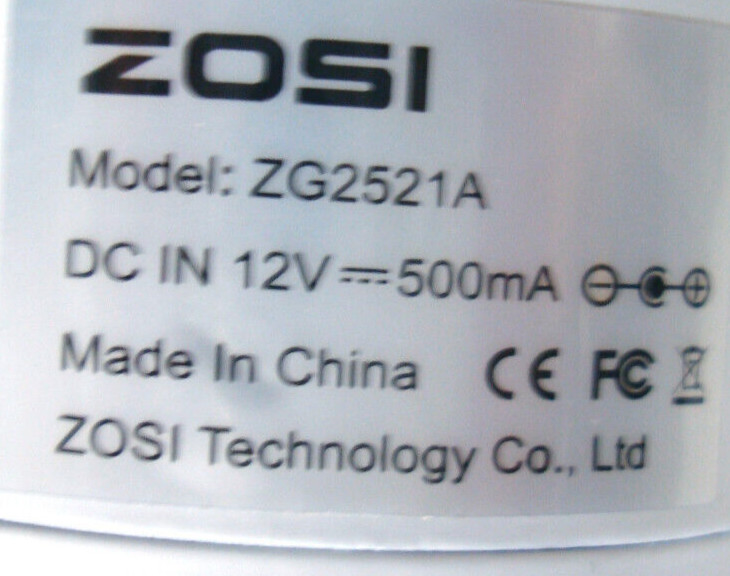 ZOSI
Model: ZG2521A
DC IN 12V⎓500mA
Made In China CE FC
ZOSI Technology Co., Ltd